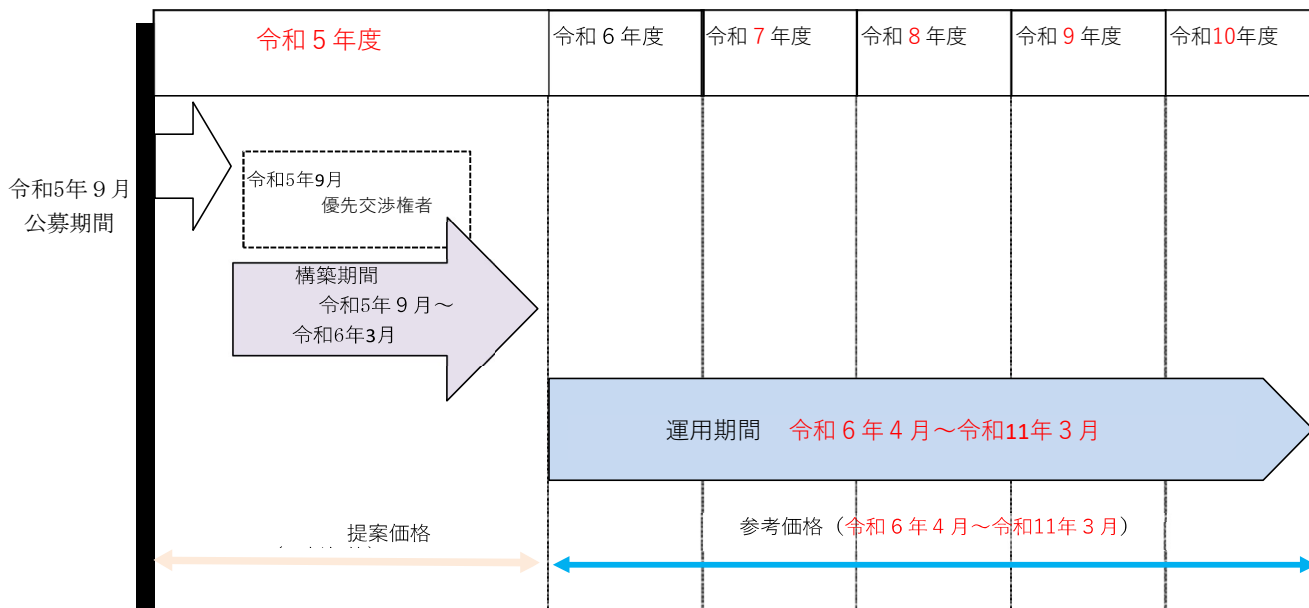 令和５年度
令和６年度
令和７年度
令和８年度
令和９年度
令和10年度
令和5年９月
公募期間
令和5年9月
優先交渉権者
構築期間
令和5年９月～
令和6年3月
運用期間　令和６年４月～令和11年３月
提案価格
参考価格（令和６年４月～令和11年３月）